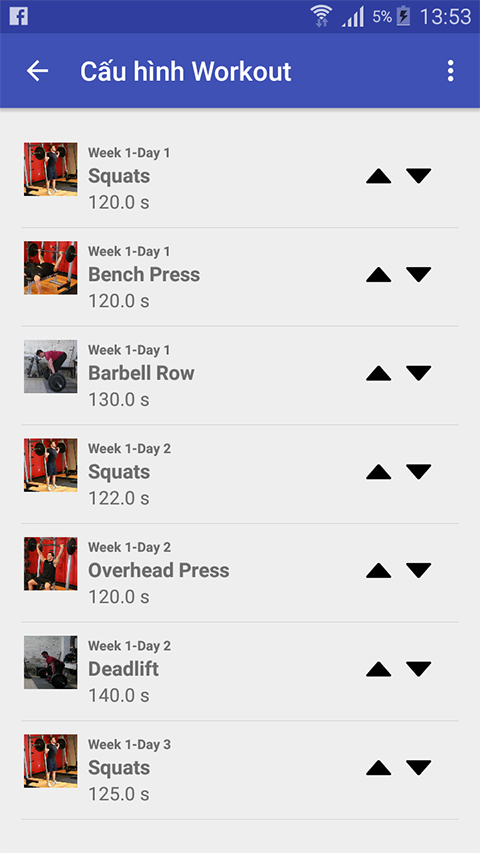 5% 13:53
Cấu hình Workout
Week 1-Day 1
Squats
120.0 s
Week 1-Day 1
Bench Press
120.0 s
Week 1-Day 1
Barbell Row
130.0 s
Week 1-Day 2
Squats
122.0 s
Week 1-Day 2
Overhead Press
120.0 s
Week 1-Day 2
Deadlift
140.0 s
Week 1-Day 3
Squats
125.0 s